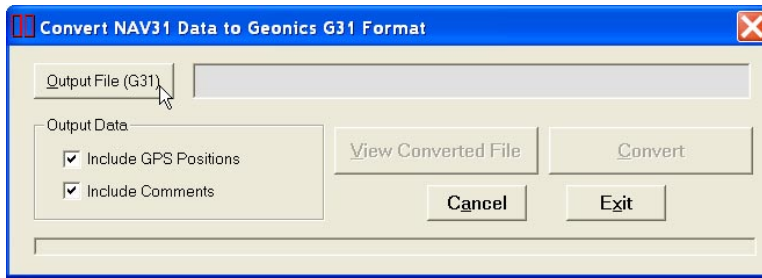 Convert NAV31 Data to Geonics G31 Format
Output File (G31)
Output Data
Include GPS Positions
Include Comments
View Converted File
Convert
Cancel
Exit